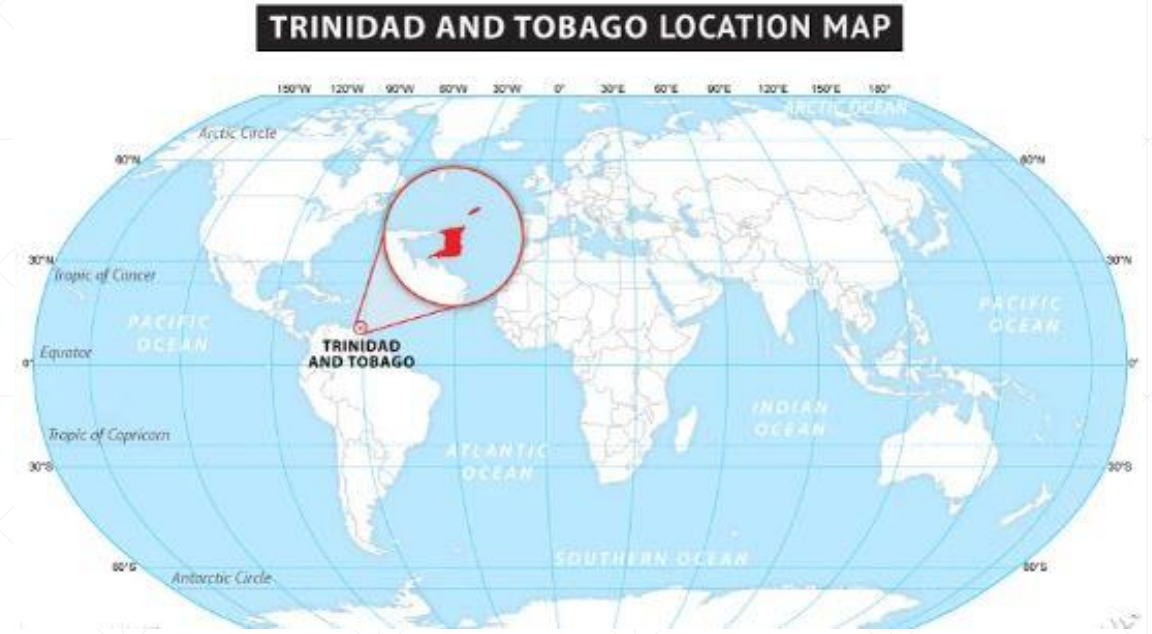 TRINIDAD AND TOBAGO LOCATION MAP
150°W 120°W 90°W 60°W 30°W 0° 30°E 60°E 90°E 120°E 150°E 180°
ARCTIC OCEAN
Arctic Circle
60°N 60°N
30°N 30°N
Tropic of Cancer
PACIFIC
OCEAN
PACIFIC
OCEAN
TRINIDAD
AND TOBAGO
Equator
0° 0°
INDIAN
OCEAN
Tropic of Capricorn
ATLANTIC
OCEAN
30°S 30°S
SOUTHERN OCEAN
60°S 60°S
Antarctic Circle